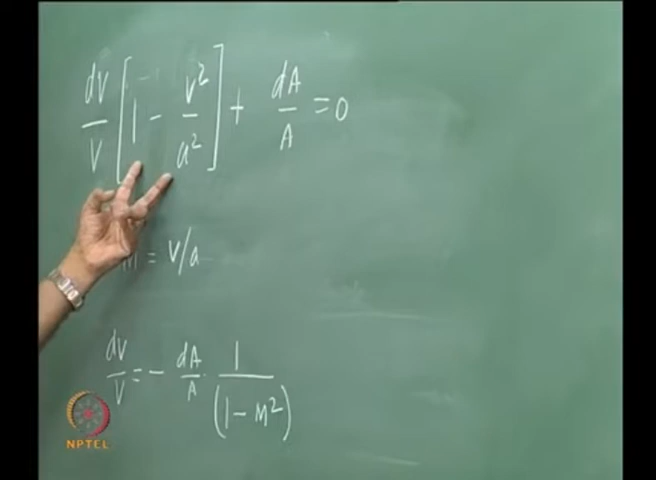 dV/V [1 - V²/a²] + dA/A = 0
M = V/a
dV/V = - dA/A · 1/(1 - M²)
NPTEL